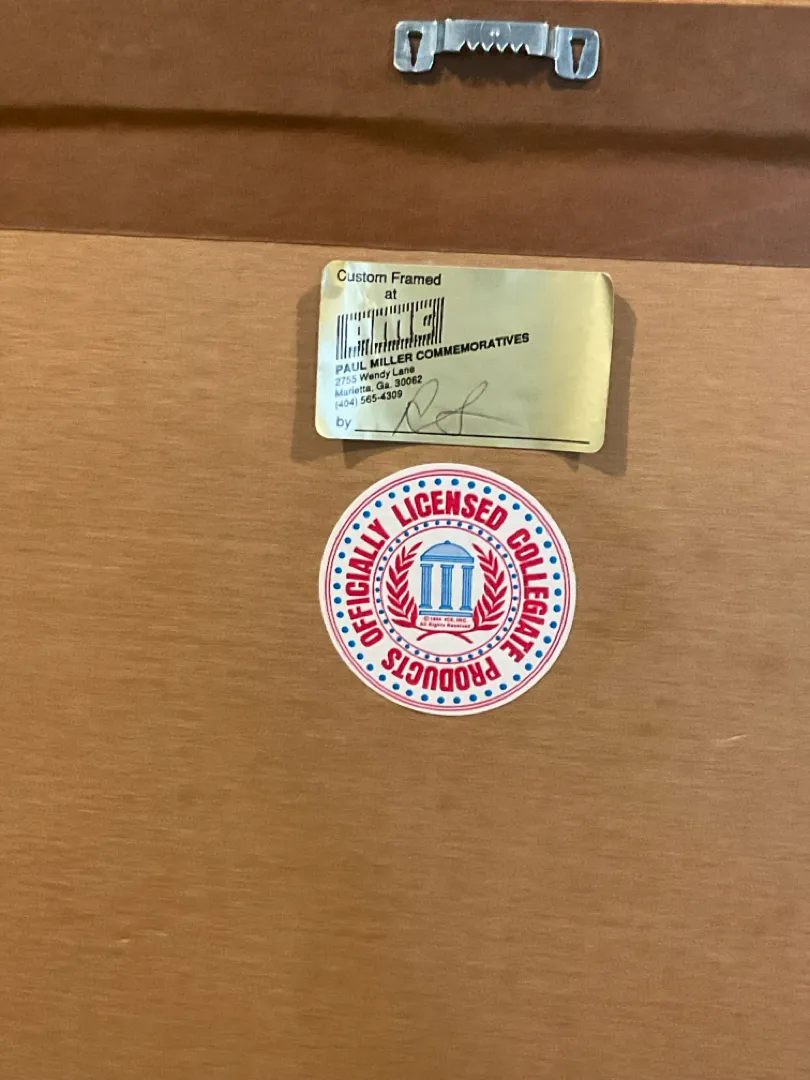 Custom Framed
at
PMC
PAUL MILLER COMMEMORATIVES
2755 Wendy Lane
Marietta, Ga. 30062
(404) 565-4309
by
OFFICIALLY LICENSED COLLEGIATE PRODUCTS
All Rights Reserved